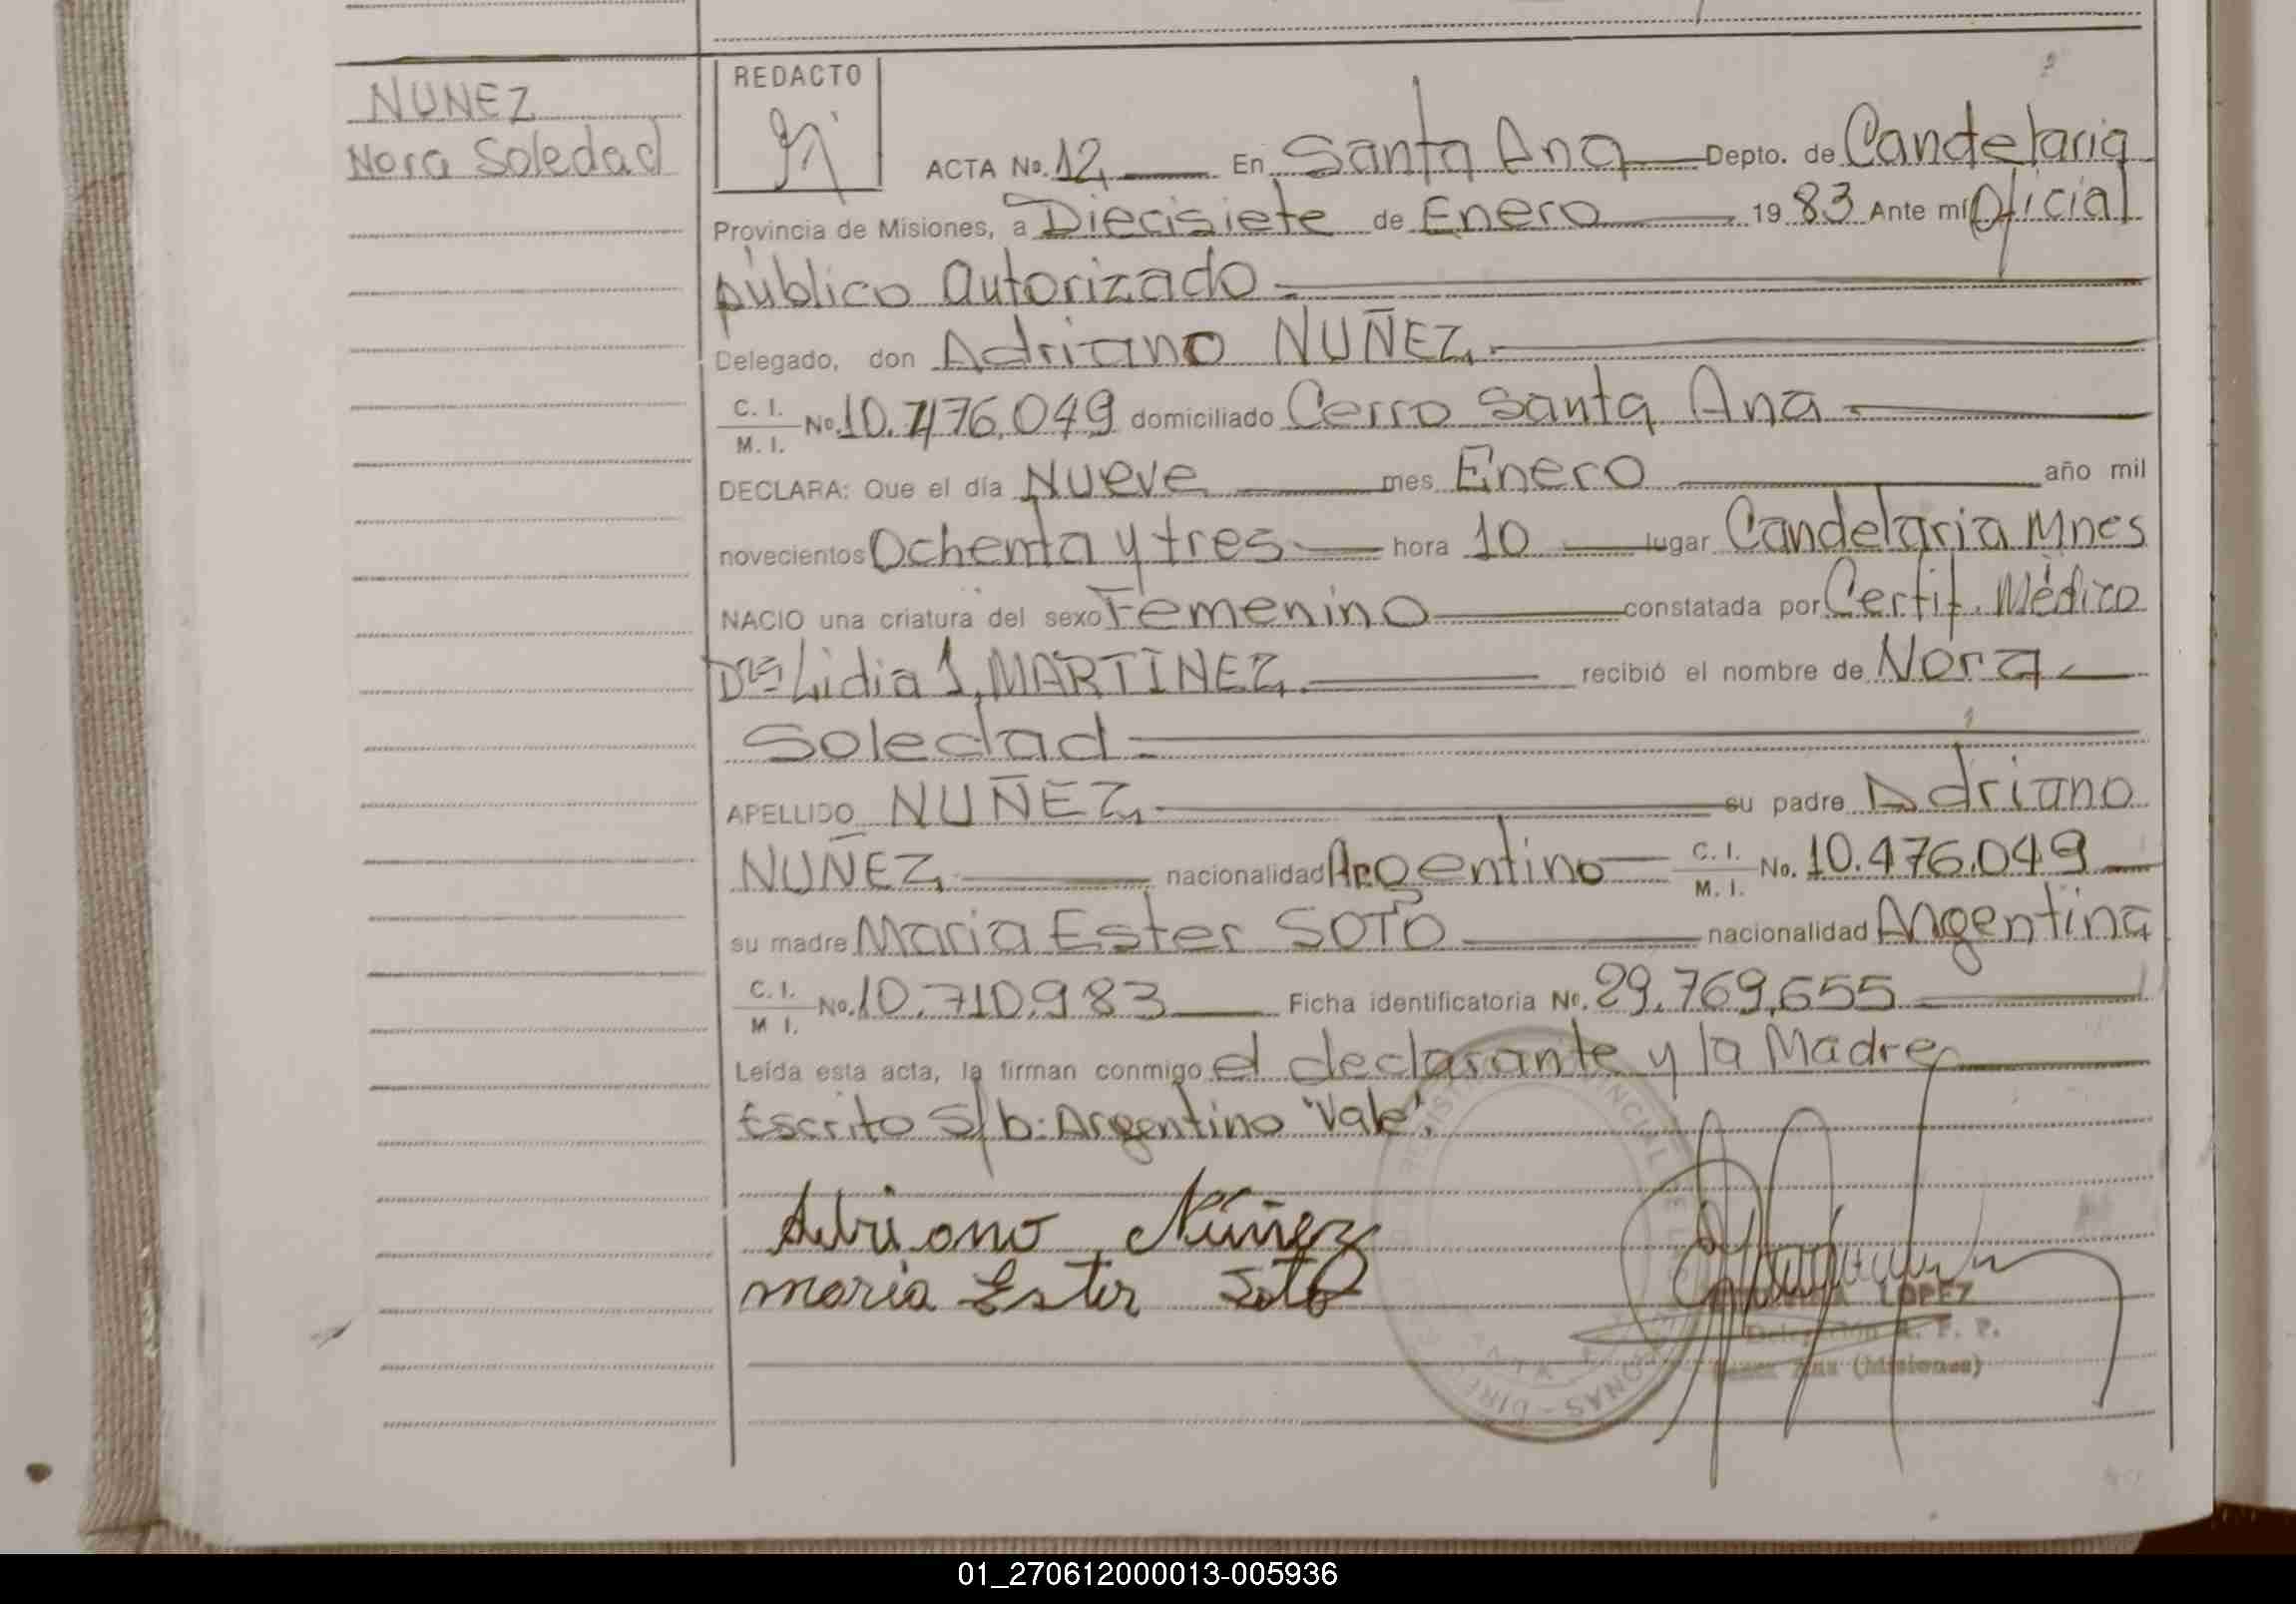 NUNEZ
Nora Soledad
REDACTO
ACTA No. 12 En Santa Ana Depto. de Candelaria
Provincia de Misiones, a Diecisiete de Enero 19 83 Ante mí Oficial
público Autorizado
Delegado, don Adriano NUÑEZ
C. I.
M. I. No. 10.476.049 domiciliado Cerro Santa Ana
DECLARA: Que el día Nueve mes Enero año mil
novecientos Ochenta y tres hora 10 lugar Candelaria Mnes
NACIO una criatura del sexo Femenino constatada por Certif. Médico
Dra Lidia J. MARTINEZ recibió el nombre de Nora
Soledad
APELLIDO NUÑEZ su padre Adriano
NUÑEZ nacionalidad Argentino C. I.
M. I. No. 10.476.049
su madre Maria Ester SOTO nacionalidad Argentina
C. I.
M I. No. 10.710.983 Ficha identificatoria No. 29.769.655
Leída esta acta, la firman conmigo el declarante y la Madre
Escrito S/b: Argentino "Vale".
Adriano Núñez
maria Ester Soto
LOPEZ
Santa Ana (Misiones)
01_270612000013-005936